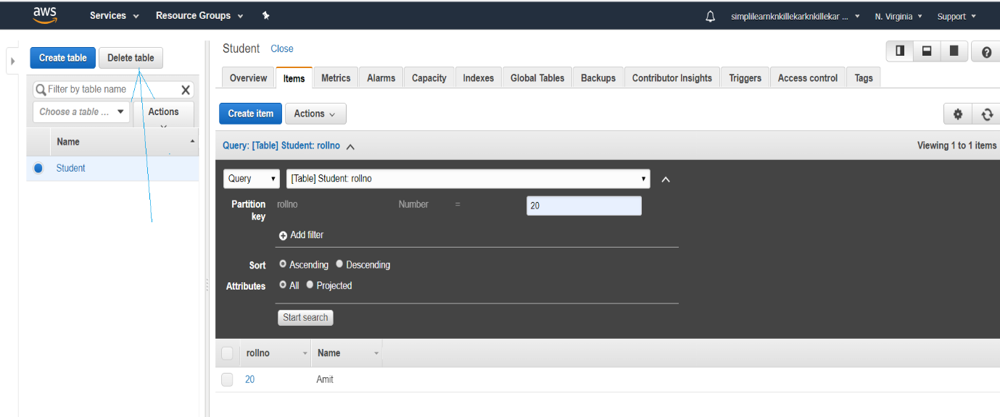 aws Services Resource Groups simplilearnknkillekarknkillekar ... N. Virginia Support
Create table Delete table
Filter by table name
Choose a table ... Actions
Name
Student
Student Close
Overview Items Metrics Alarms Capacity Indexes Global Tables Backups Contributor Insights Triggers Access control Tags
Create item Actions
Query: [Table] Student: rollno Viewing 1 to 1 items
Query [Table] Student: rollno
Partition key rollno Number = 20
Add filter
Sort Ascending Descending
Attributes All Projected
Start search
rollno Name
20 Amit